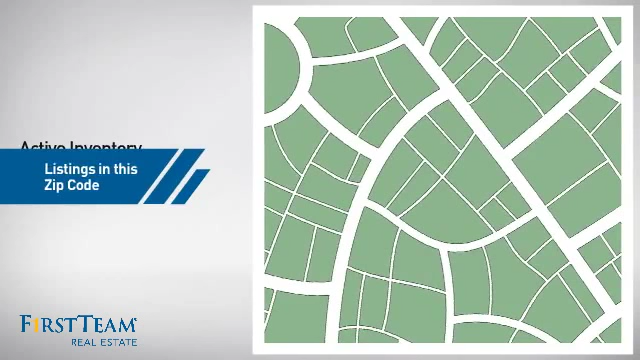 Active Inventory
Listings in this
Zip Code
FIRSTTEAM®
REAL ESTATE